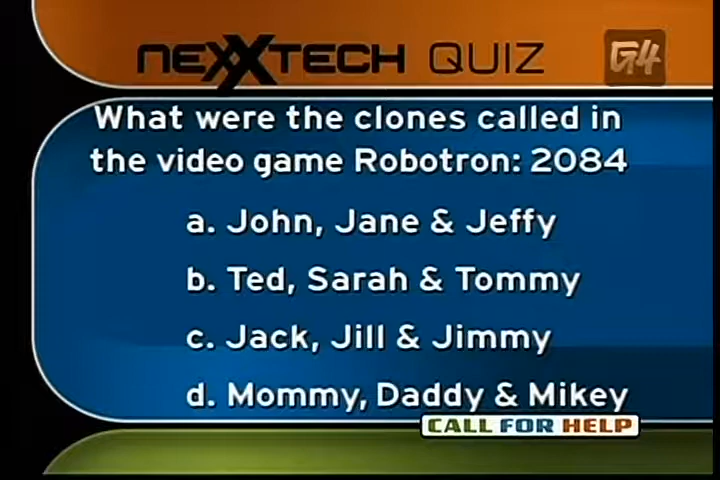 NEXXTECH QUIZ
G4
What were the clones called in
the video game Robotron: 2084
a. John, Jane & Jeffy
b. Ted, Sarah & Tommy
c. Jack, Jill & Jimmy
d. Mommy, Daddy & Mikey
CALL FOR HELP